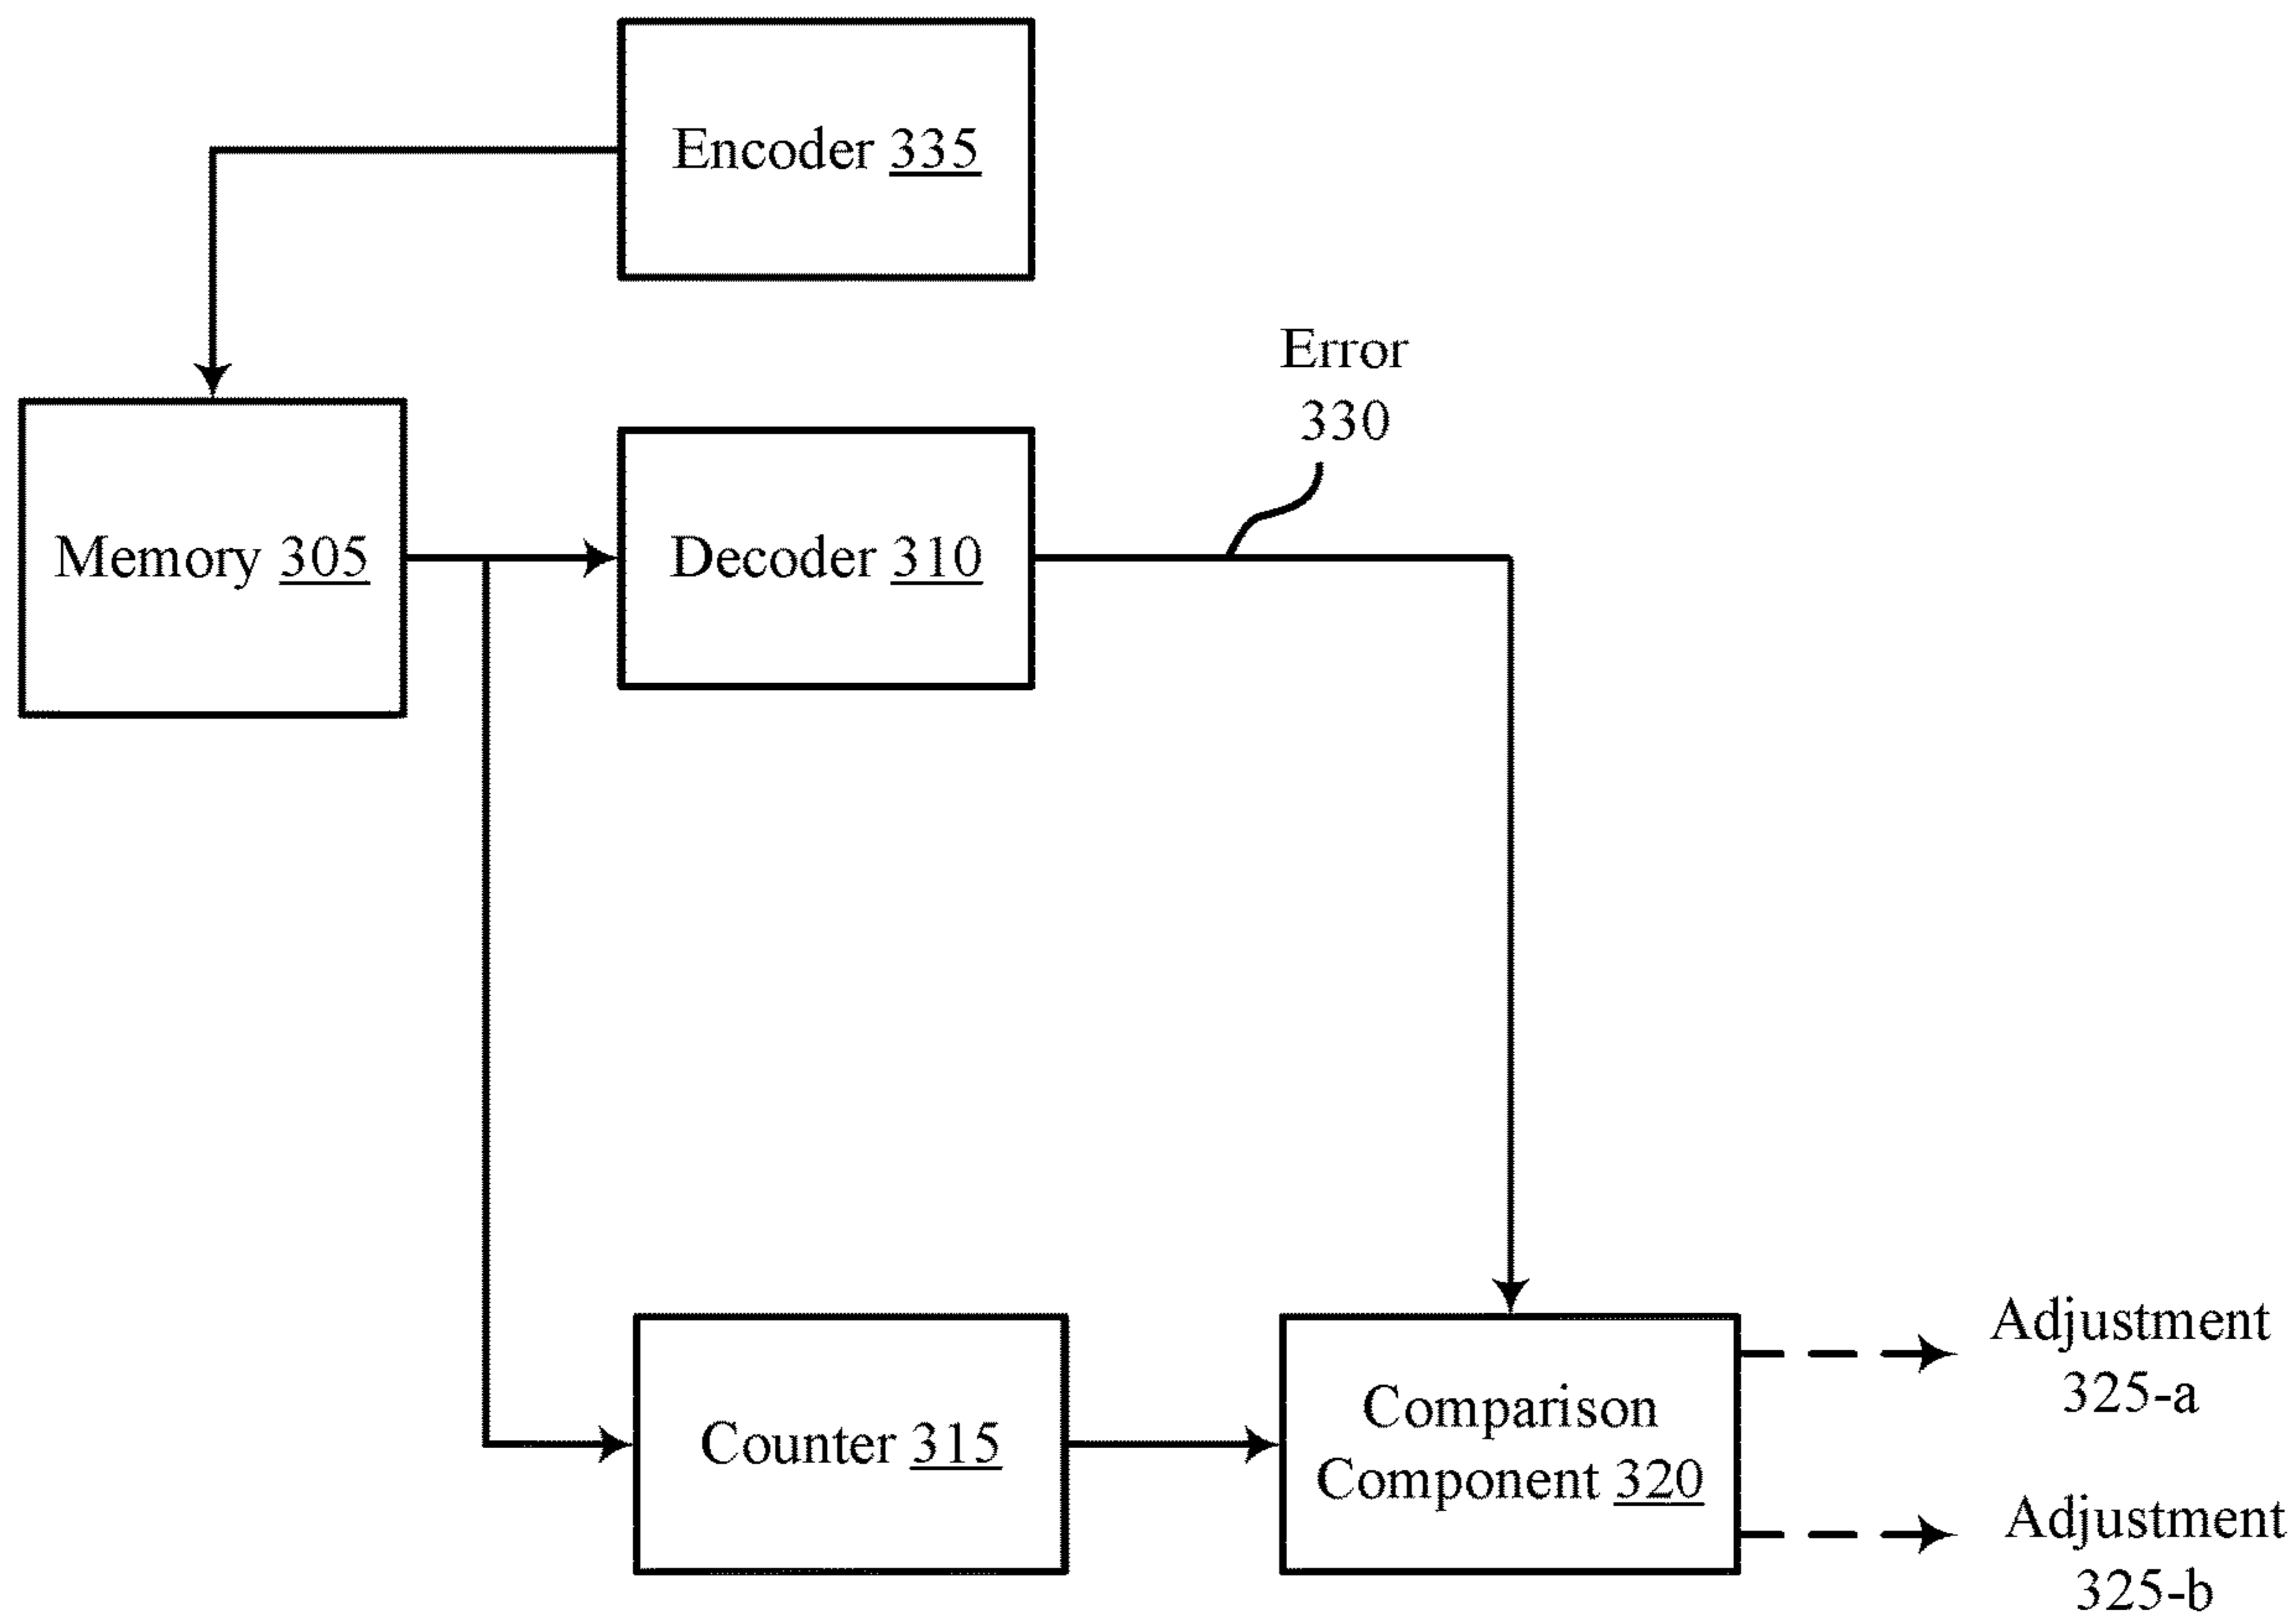 Encoder 335
Error
330
Memory 305
Decoder 310
Adjustment
325-a
Comparison
Component 320
Counter 315
Adjustment
325-b